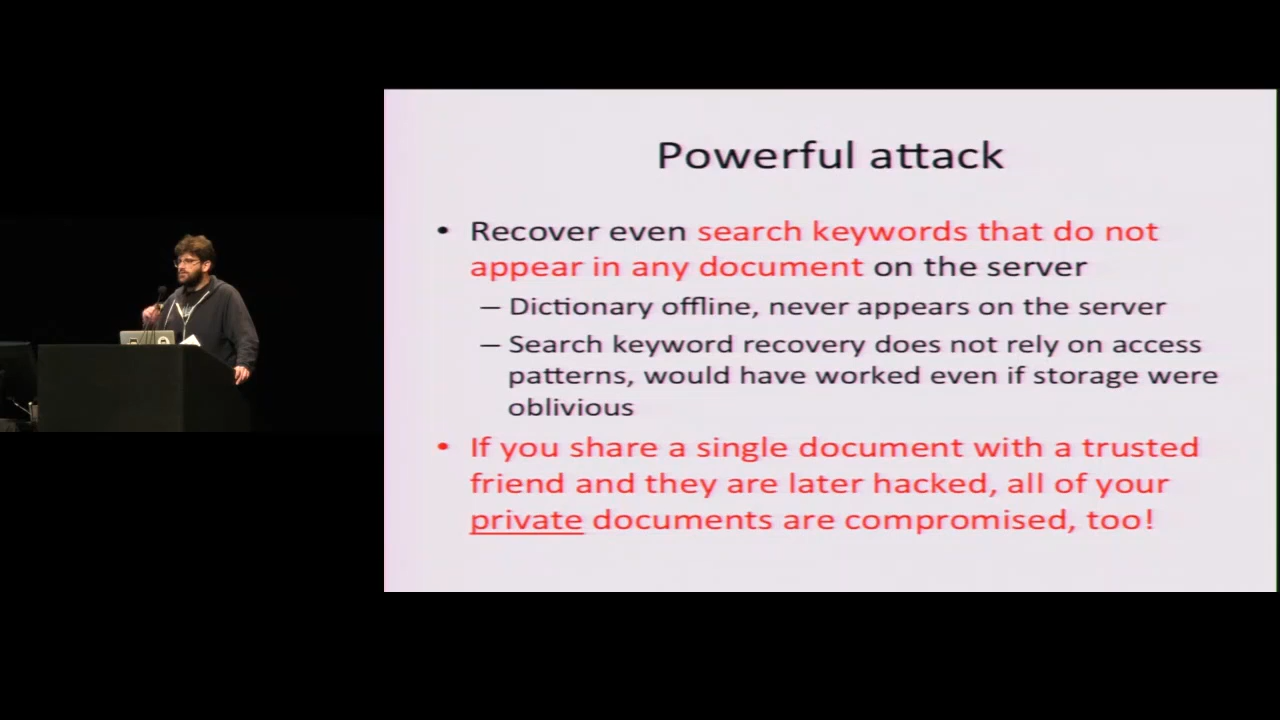 Powerful attack
• Recover even search keywords that do not
appear in any document on the server
– Dictionary offline, never appears on the server
– Search keyword recovery does not rely on access
patterns, would have worked even if storage were
oblivious
• If you share a single document with a trusted
friend and they are later hacked, all of your
private documents are compromised, too!